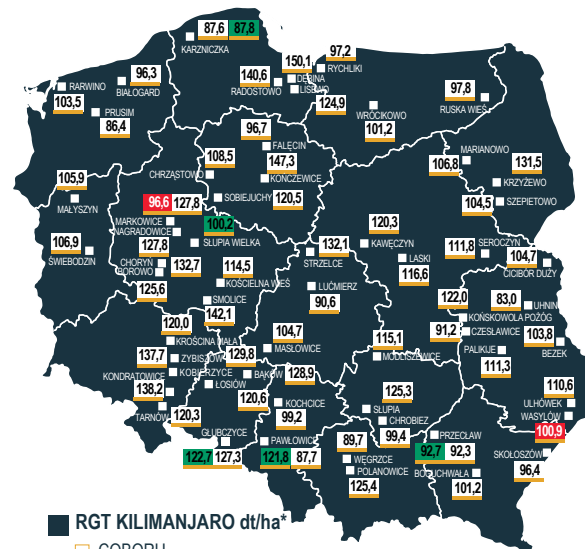 87,6 87,8
KARZNICZKA
97,2
RYCHLIKI
150,1
DĘBINA
LISEWO
140,6
RADOSTOWO
124,9
96,3
BIAŁOGARD
RARWINO
103,5
PRUSIM
86,4
97,8
RUSKA WIEŚ
WRÓCIKOWO
101,2
96,7
FALĘCIN
108,5
CHRZĄSTOWO
147,3
KOŃCZEWICE
SOBIEJUCHY
120,5
MARIANOWO
106,8
131,5
KRZYŻEWO
SZEPIETOWO
104,5
105,9
MAŁYSZYN
96,6 127,8
MARKOWICE
NAGRADOWICE
100,2
SŁUPIA WIELKA
106,9
ŚWIEBODZIN
127,8
CHORYŃ
BOROWO
132,7
125,6
114,5
KOŚCIELNA WIEŚ
SMOLICE
142,1
132,1
STRZELCE
120,3
KAWĘCZYN
LASKI
116,6
111,8
SEROCZYN
104,7
CICIBÓR DUŻY
LUĆMIERZ
90,6
122,0
KOŃSKOWOLA POŻÓG
83,0
UHNIN
91,2
CZESŁAWICE
103,8
BEZEK
PALIKIJE
111,3
120,0
KROŚCINA MAŁA
104,7
MASŁOWICE
115,1
MODLISZEWICE
137,7
KOBIERZYCE
KONDRATOWICE
129,8
BĄKÓW
128,9
138,2
TARNÓW
ŁOSIÓW
120,6
120,3
KOCHCICE
99,2
125,3
SŁUPIA
CHROBIEZ
99,4
110,6
ULHÓWEK
WASYLÓW
100,9
GŁUBCZYCE
122,7 127,3
PAWŁOWICE
121,8 87,7
89,7
WĘGRZCE
POLANOWICE
125,4
PRZECŁAW
92,7 92,3
BOGUCHWAŁA
101,2
SKOŁOSZÓW
96,4
RGT KILIMANJARO dt/ha*